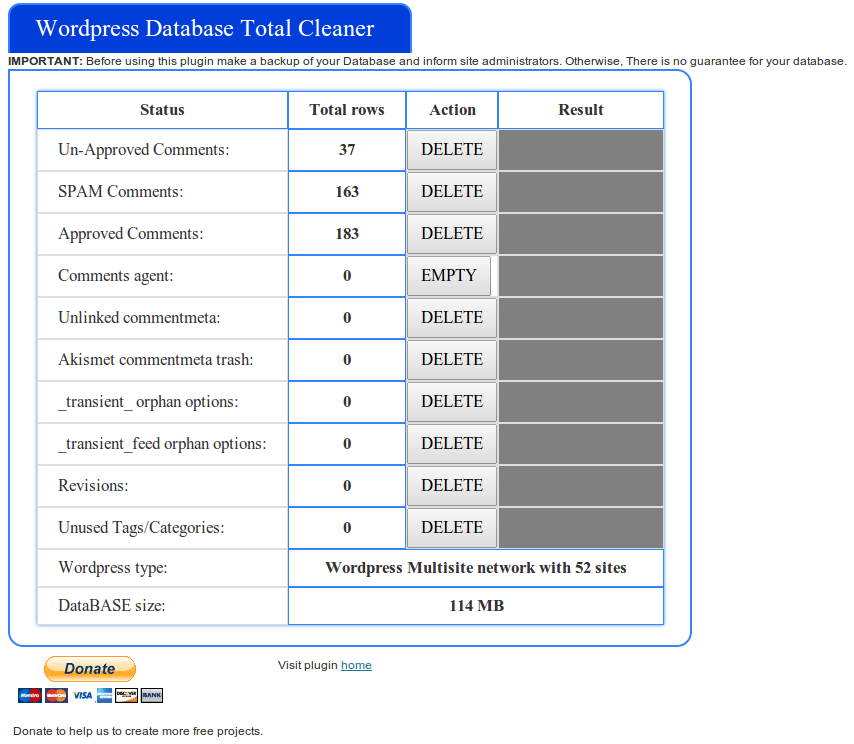 Wordpress Database Total Cleaner
IMPORTANT: Before using this plugin make a backup of your Database and inform site administrators. Otherwise, There is no guarantee for your database.
Status Total rows Action Result
Un-Approved Comments: 37 DELETE
SPAM Comments: 163 DELETE
Approved Comments: 183 DELETE
Comments agent: 0 EMPTY
Unlinked commentmeta: 0 DELETE
Akismet commentmeta trash: 0 DELETE
_transient_ orphan options: 0 DELETE
_transient_feed orphan options: 0 DELETE
Revisions: 0 DELETE
Unused Tags/Categories: 0 DELETE
Wordpress type: Wordpress Multisite network with 52 sites
DataBASE size: 114 MB
Donate Visit plugin home
Maestro MasterCard VISA DISCOVER BANK
Donate to help us to create more free projects.